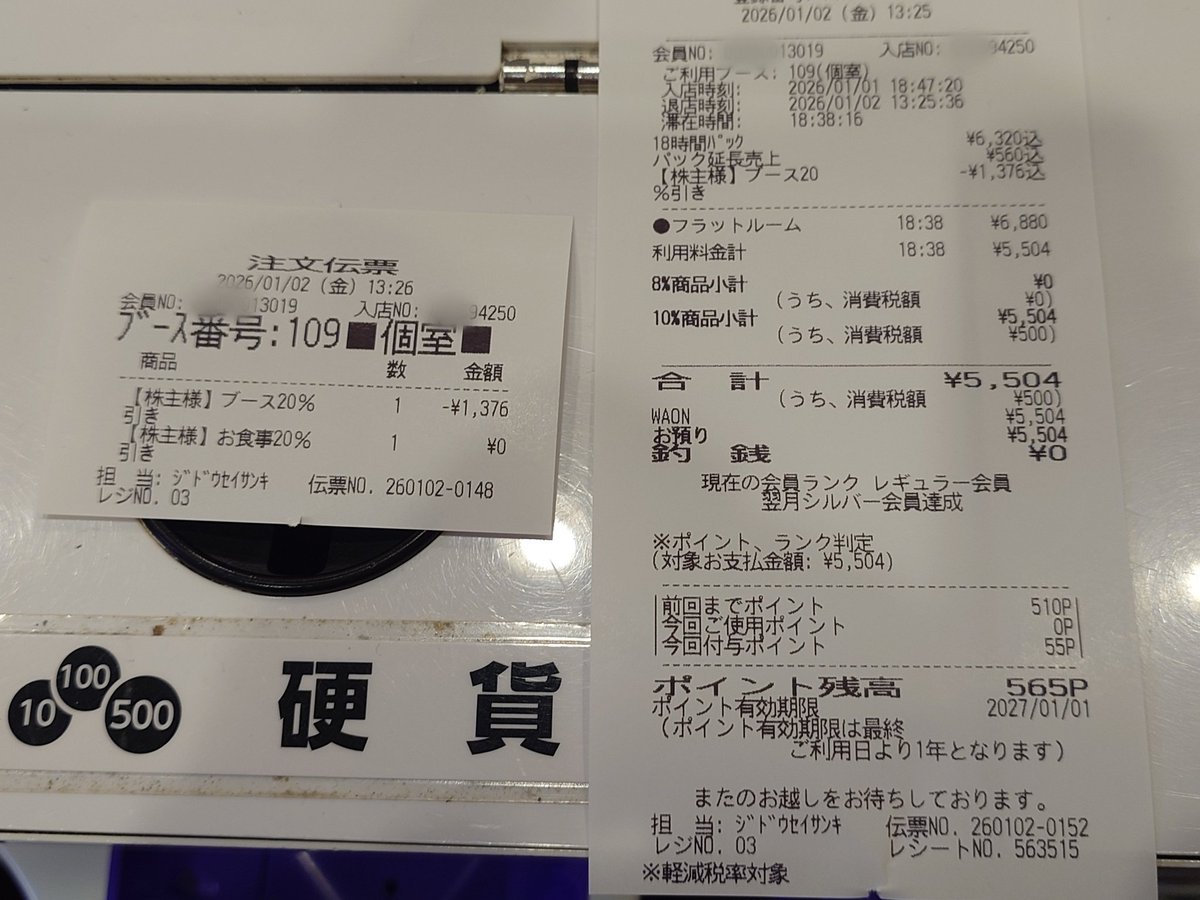 注文伝票
2026/01/02 (金) 13:26
会員NO: 13019 入店NO: 94250
ブース番号:109■個室■
商品 数 金額
【株主様】ブース20% 1 -¥1,376
引き
【株主様】お食事20% 1 ¥0
引き
担 当: ジドウセイサンキ 伝票NO. 260102-0148
レジNO. 03
10 100 500 硬 貨
2026/01/02 (金) 13:25
会員NO: 13019 入店NO: 94250
ご利用ブース: 109(個室)
入店時刻: 2026/01/01 18:47:20
退店時刻: 2026/01/02 13:25:36
滞在時間: 18:38:16
18時間パック ¥6,320込
パック延長売上 ¥560込
【株主様】ブース20 -¥1,376込
%引き
●フラットルーム 18:38 ¥6,880
利用料金計 18:38 ¥5,504
8%商品小計 ¥0
(うち、消費税額 ¥0)
10%商品小計 ¥5,504
(うち、消費税額 ¥500)
合 計 ¥5,504
(うち、消費税額 ¥500)
WAON ¥5,504
お預り ¥5,504
釣 銭 ¥0
現在の会員ランク レギュラー会員
翌月シルバー会員達成
※ポイント、ランク判定
(対象お支払金額: ¥5,504)
前回までポイント 510P
今回ご使用ポイント 0P
今回付与ポイント 55P
ポイント残高 565P
ポイント有効期限 2027/01/01
(ポイント有効期限は最終
ご利用日より1年となります)
またのお越しをお待ちしております。
担 当: ジドウセイサンキ 伝票NO. 260102-0152
レジNO. 03 レシートNO. 563515
※軽減税率対象